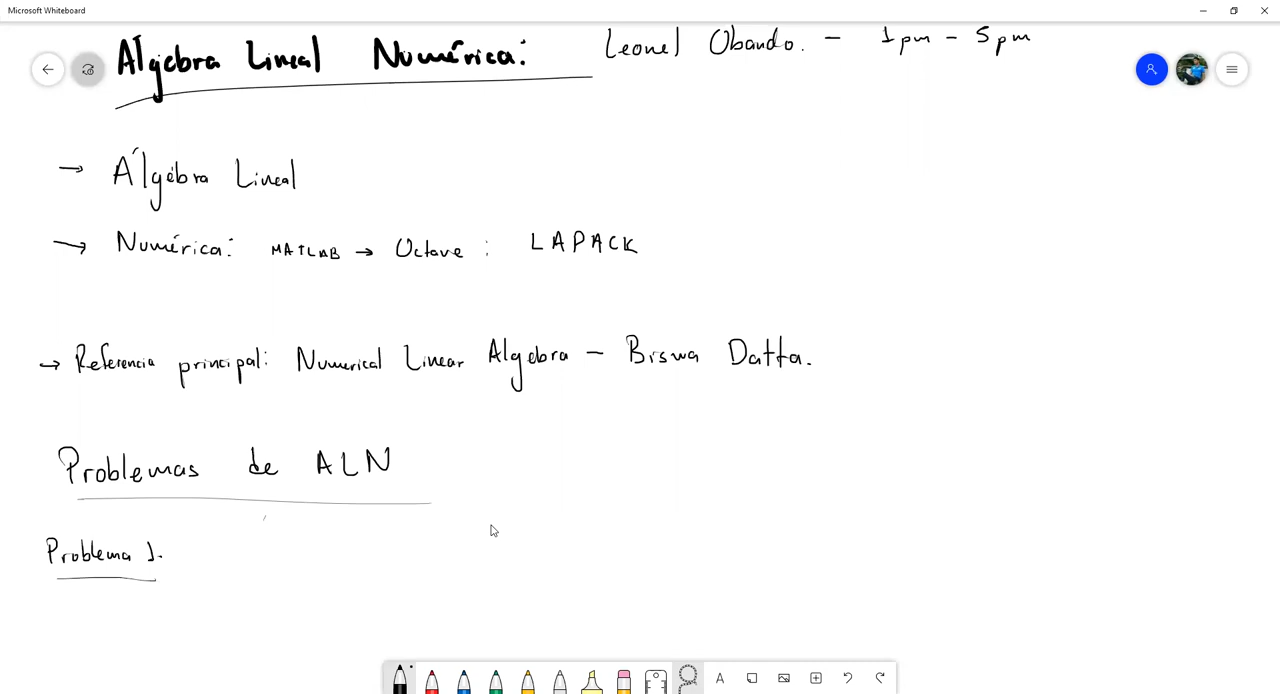 Microsoft Whiteboard
Álgebra Lineal Numérica: Leonel Obando. - 1pm - 5pm
→ Álgebra Lineal
→ Numérica: MATLAB → Octave : LAPACK
→ Referencia principal: Numerical Linear Algebra - Biswa Datta.
Problemas de ALN
Problema 1.
A